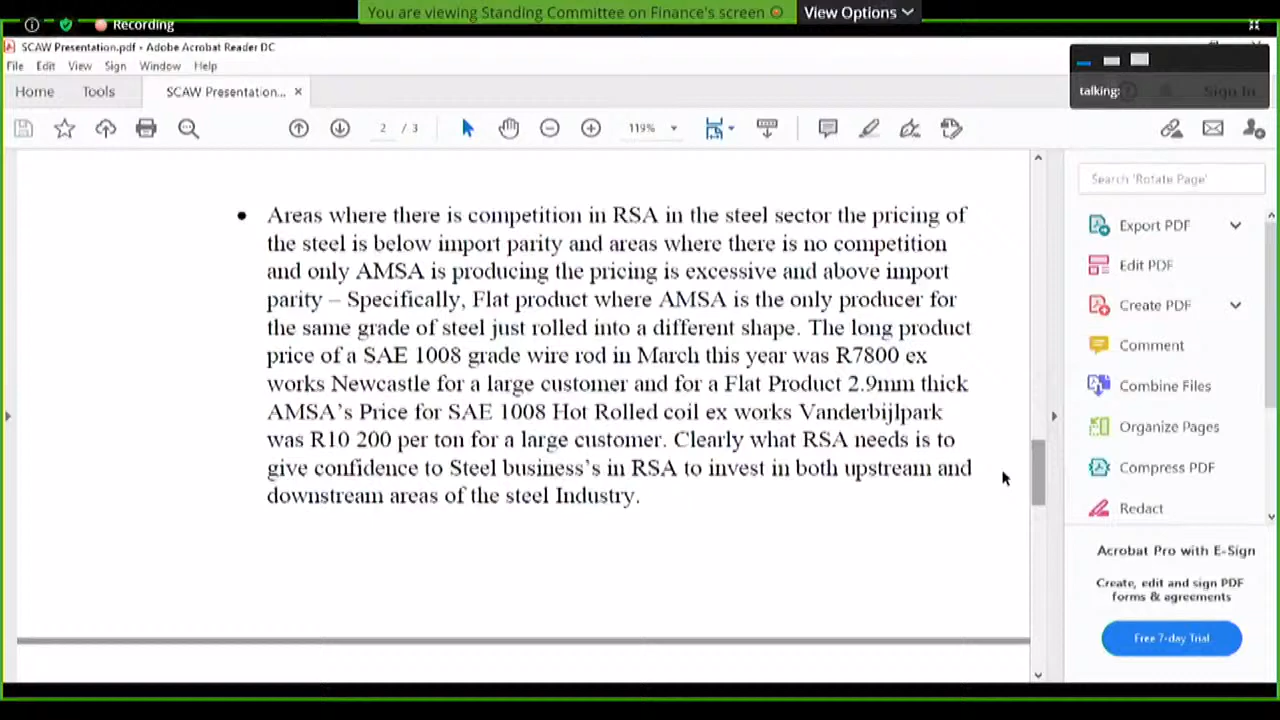 You are viewing Standing Committee on Finance's screen
View Options
Recording
SCAW Presentation.pdf - Adobe Acrobat Reader DC
File Edit View Sign Window Help
Home Tools SCAW Presentation... ×
talking:
Sign In
2 / 3
119%
Search 'Rotate Page'
• Areas where there is competition in RSA in the steel sector the pricing of
the steel is below import parity and areas where there is no competition
and only AMSA is producing the pricing is excessive and above import
parity – Specifically, Flat product where AMSA is the only producer for
the same grade of steel just rolled into a different shape. The long product
price of a SAE 1008 grade wire rod in March this year was R7800 ex
works Newcastle for a large customer and for a Flat Product 2.9mm thick
AMSA's Price for SAE 1008 Hot Rolled coil ex works Vanderbijlpark
was R10 200 per ton for a large customer. Clearly what RSA needs is to
give confidence to Steel business's in RSA to invest in both upstream and
downstream areas of the steel Industry.
Export PDF
Edit PDF
Create PDF
Comment
Combine Files
Organize Pages
Compress PDF
Redact
Acrobat Pro with E-Sign
Create, edit and sign PDF
forms & agreements
Free 7-day Trial